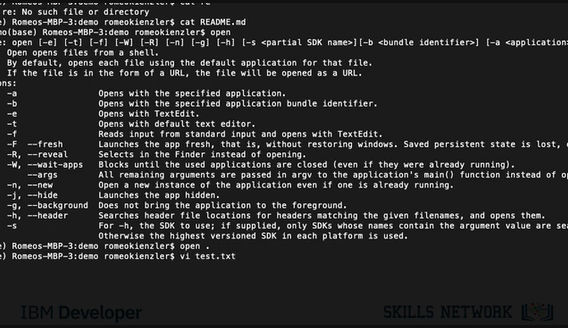 re: No such file or directory
e) Romeos-MBP-3:demo romeokienzler$ cat README.md
mo(base) Romeos-MBP-3:demo romeokienzler$ open
e: open [-e] [-t] [-f] [-W] [-R] [-n] [-g] [-h] [-s <partial SDK name>][-b <bundle identifier>] [-a <application>
Open opens files from a shell.
By default, opens each file using the default application for that file.
If the file is in the form of a URL, the file will be opened as a URL.
ons:
-a Opens with the specified application.
-b Opens with the specified application bundle identifier.
-e Opens with TextEdit.
-t Opens with default text editor.
-f Reads input from standard input and opens with TextEdit.
-F --fresh Launches the app fresh, that is, without restoring windows. Saved persistent state is lost,
-R, --reveal Selects in the Finder instead of opening.
-W, --wait-apps Blocks until the used applications are closed (even if they were already running).
--args All remaining arguments are passed in argv to the application's main() function instead of
-n, --new Open a new instance of the application even if one is already running.
-j, --hide Launches the app hidden.
-g, --background Does not bring the application to the foreground.
-h, --header Searches header file locations for headers matching the given filenames, and opens them.
-s For -h, the SDK to use; if supplied, only SDKs whose names contain the argument value are
Otherwise the highest versioned SDK in each platform is used.
e) Romeos-MBP-3:demo romeokienzler$ open .
e) Romeos-MBP-3:demo romeokienzler$ vi test.txt
IBM Developer
SKILLS NETWORK